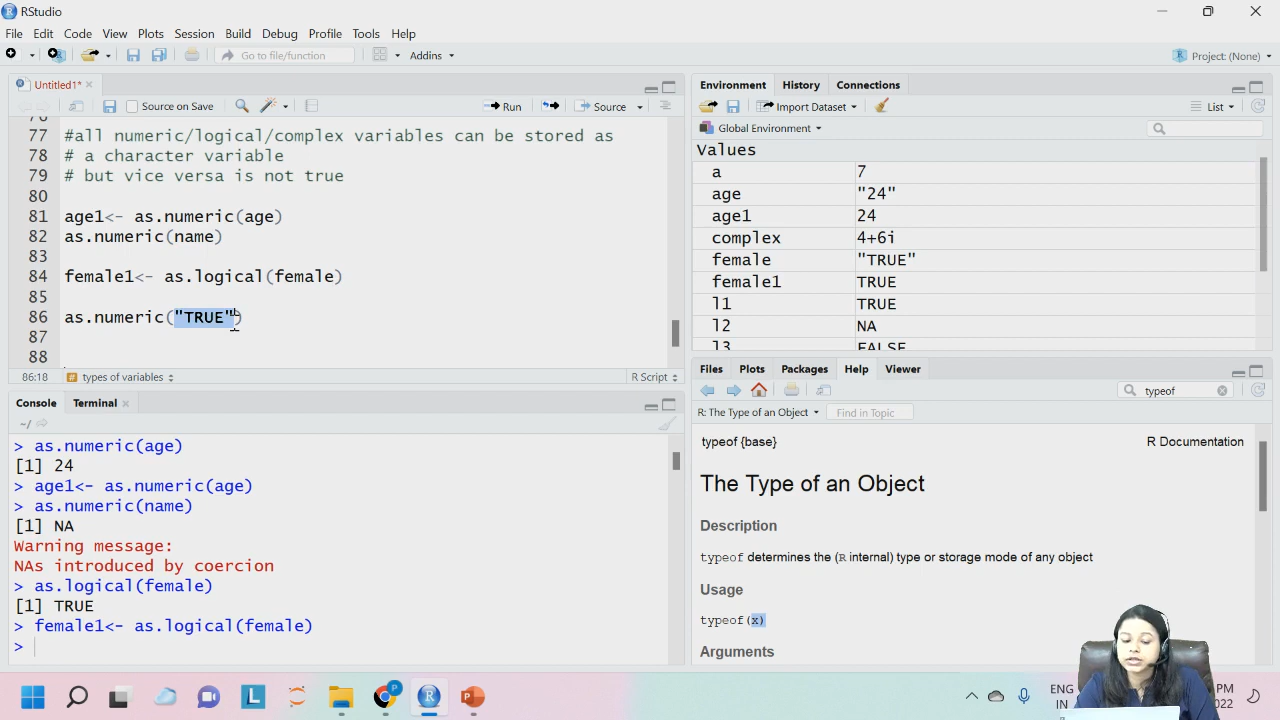 RStudio
File Edit Code View Plots Session Build Debug Profile Tools Help
Go to file/function Addins Project: (None)
Untitled1*
Source on Save Run Source
77 #all numeric/logical/complex variables can be stored as
78 # a character variable
79 # but vice versa is not true
80
81 age1<- as.numeric(age)
82 as.numeric(name)
83
84 female1<- as.logical(female)
85
86 as.numeric("TRUE")
87
88
86:18 # types of variables R Script
Console Terminal
~/
> as.numeric(age)
[1] 24
> age1<- as.numeric(age)
> as.numeric(name)
[1] NA
Warning message:
NAs introduced by coercion
> as.logical(female)
[1] TRUE
> female1<- as.logical(female)
>
Environment History Connections
Import Dataset List
Global Environment
Values
a 7
age "24"
age1 24
complex 4+6i
female "TRUE"
female1 TRUE
l1 TRUE
l2 NA
l3 FALSE
Files Plots Packages Help Viewer
typeof
R: The Type of an Object Find in Topic
typeof {base} R Documentation
The Type of an Object
Description
typeof determines the (R internal) type or storage mode of any object
Usage
typeof(x)
Arguments
ENG
IN
PM